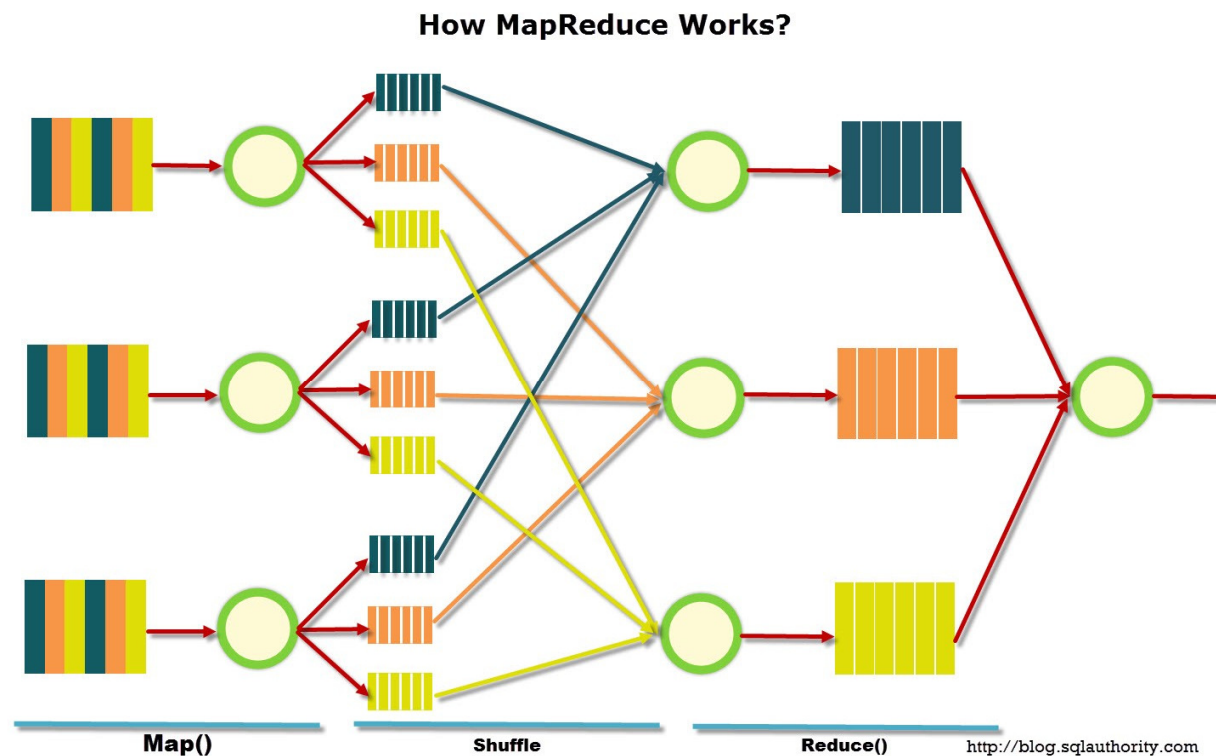 How MapReduce Works?
Map()
Shuffle
Reduce()
http://blog.sqlauthority.com